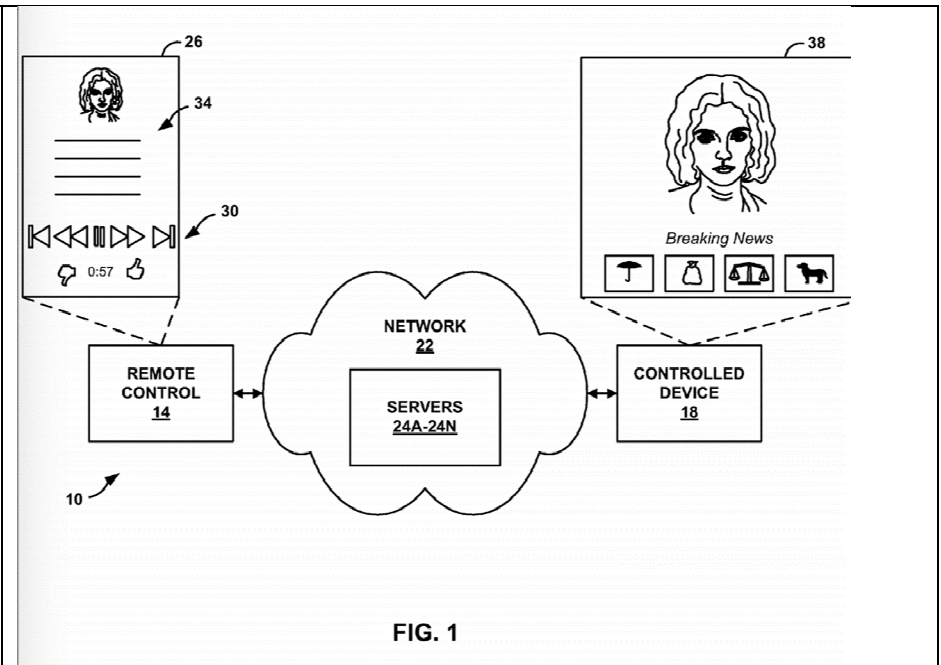 26
38
34
30
0:57
Breaking News
NETWORK
22
REMOTE
CONTROL
14
SERVERS
24A-24N
CONTROLLED
DEVICE
18
10
FIG. 1